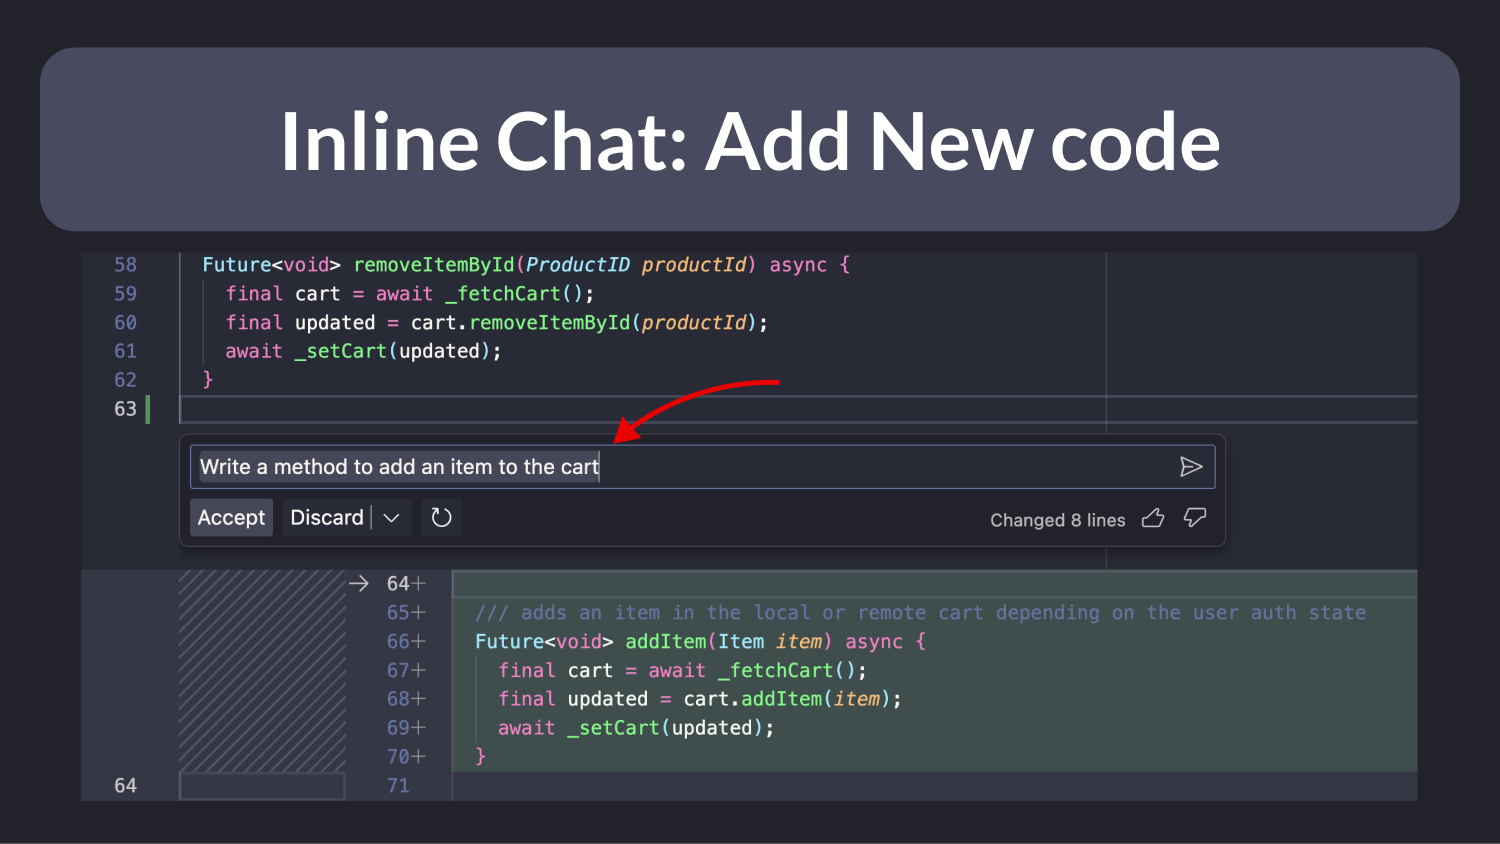 Inline Chat: Add New code
58 Future<void> removeItemById(ProductID productId) async {
59 final cart = await _fetchCart();
60 final updated = cart.removeItemById(productId);
61 await _setCart(updated);
62 }
63
Write a method to add an item to the cart
Accept Discard Changed 8 lines
64+
65+ /// adds an item in the local or remote cart depending on the user auth state
66+ Future<void> addItem(Item item) async {
67+ final cart = await _fetchCart();
68+ final updated = cart.addItem(item);
69+ await _setCart(updated);
70+ }
64 71